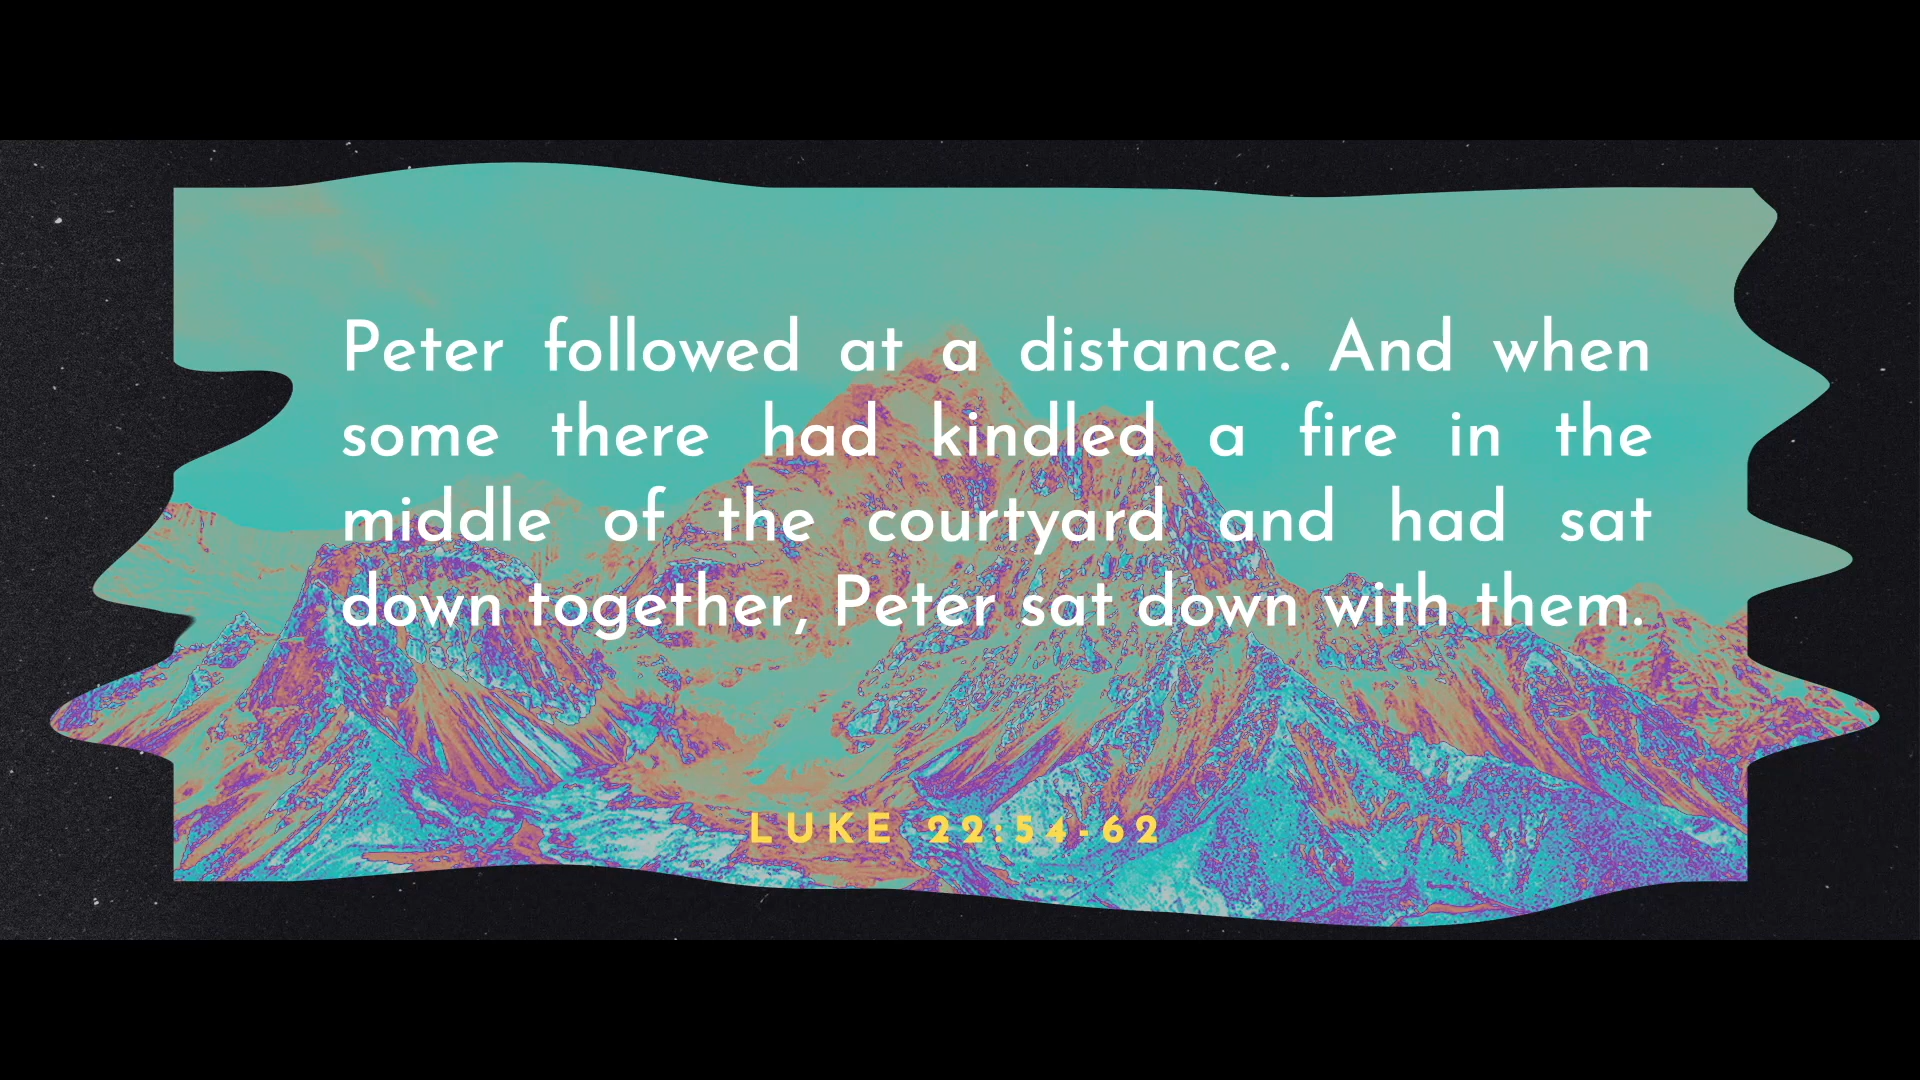 Peter followed at a distance. And when
some there had kindled a fire in the
middle of the courtyard and had sat
down together, Peter sat down with them.
LUKE 22:54-62